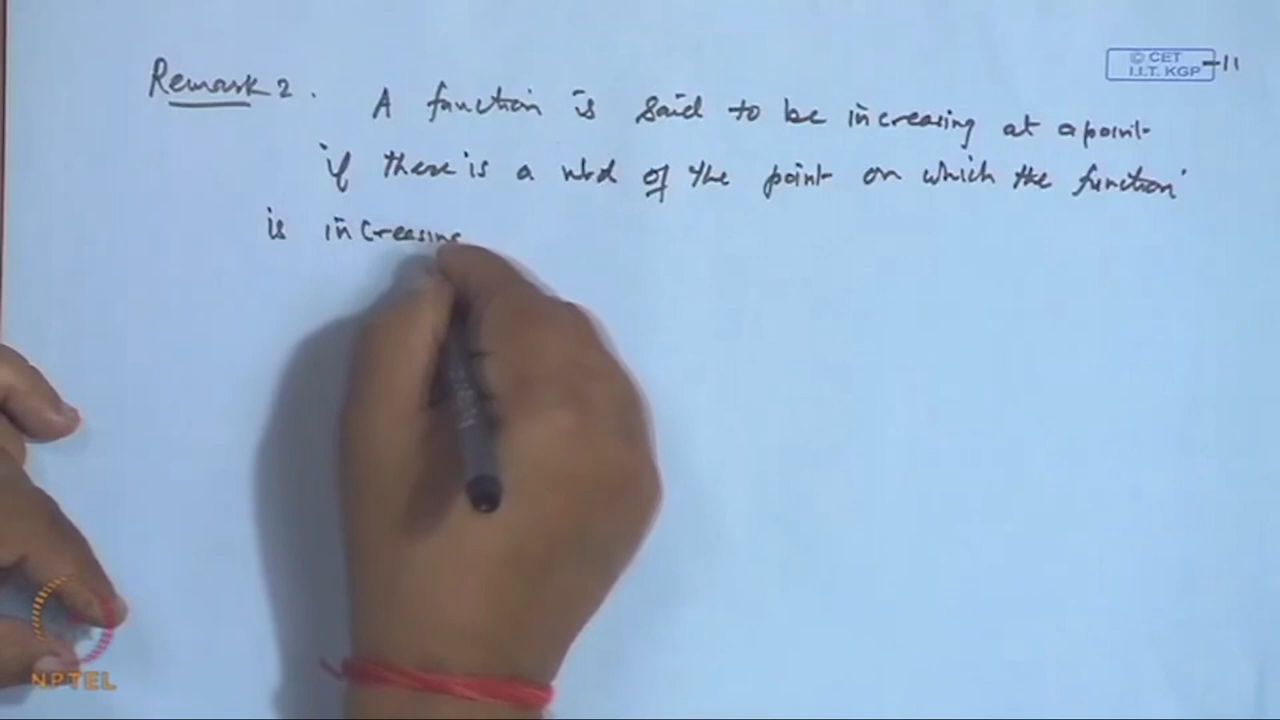 © CET
I.I.T. KGP
11
Remark 2. A function is said to be increasing at a point
if there is a nbd of the point on which the function
is increasing
NPTEL